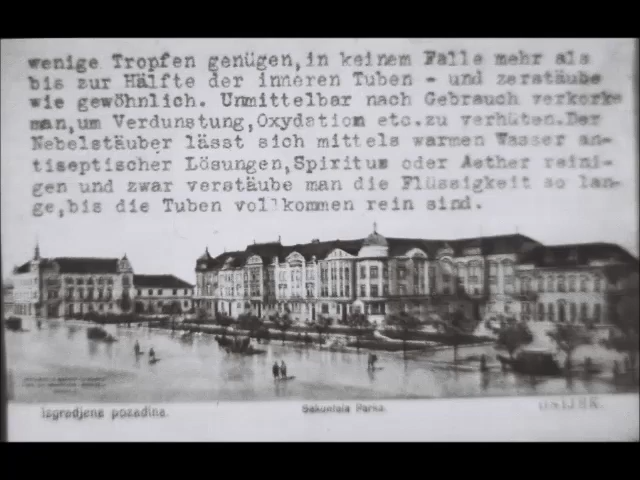 wenige Tropfen genügen,in keinem Falle mehr als
bis zur Hälfte der inneren Tuben - und zerstäube
wie gewöhnlich. Unmittelbar nach Gebrauch verkorke
man,um Verdunstung,Oxydation etc.zu verhüten.Der
Nebelstäuber lässt sich mittels warmen Wasser an-
tiseptischer Lösungen,Spiritus oder Aether reini-
gen und zwar verstäube man die Flüssigkeit so lan-
ge,bis die Tuben vollkommen rein sind.
Izgradjena pozadina.
Sakuntala Parka.